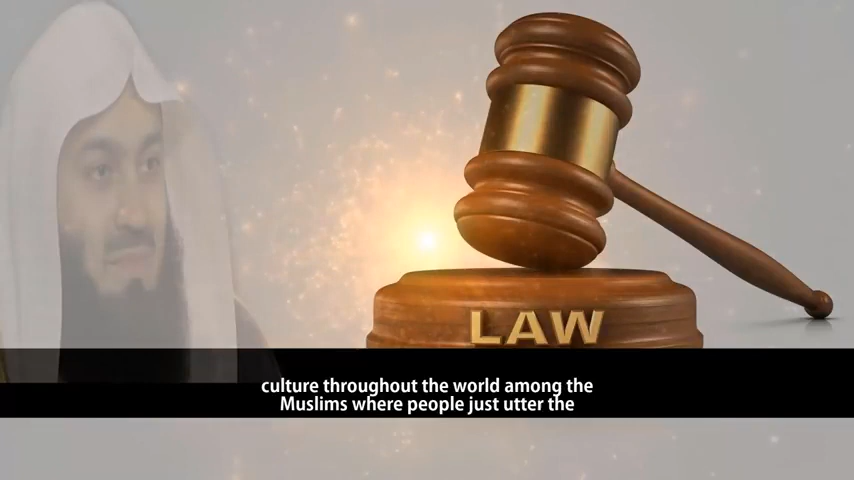 LAW
culture throughout the world among the
Muslims where people just utter the